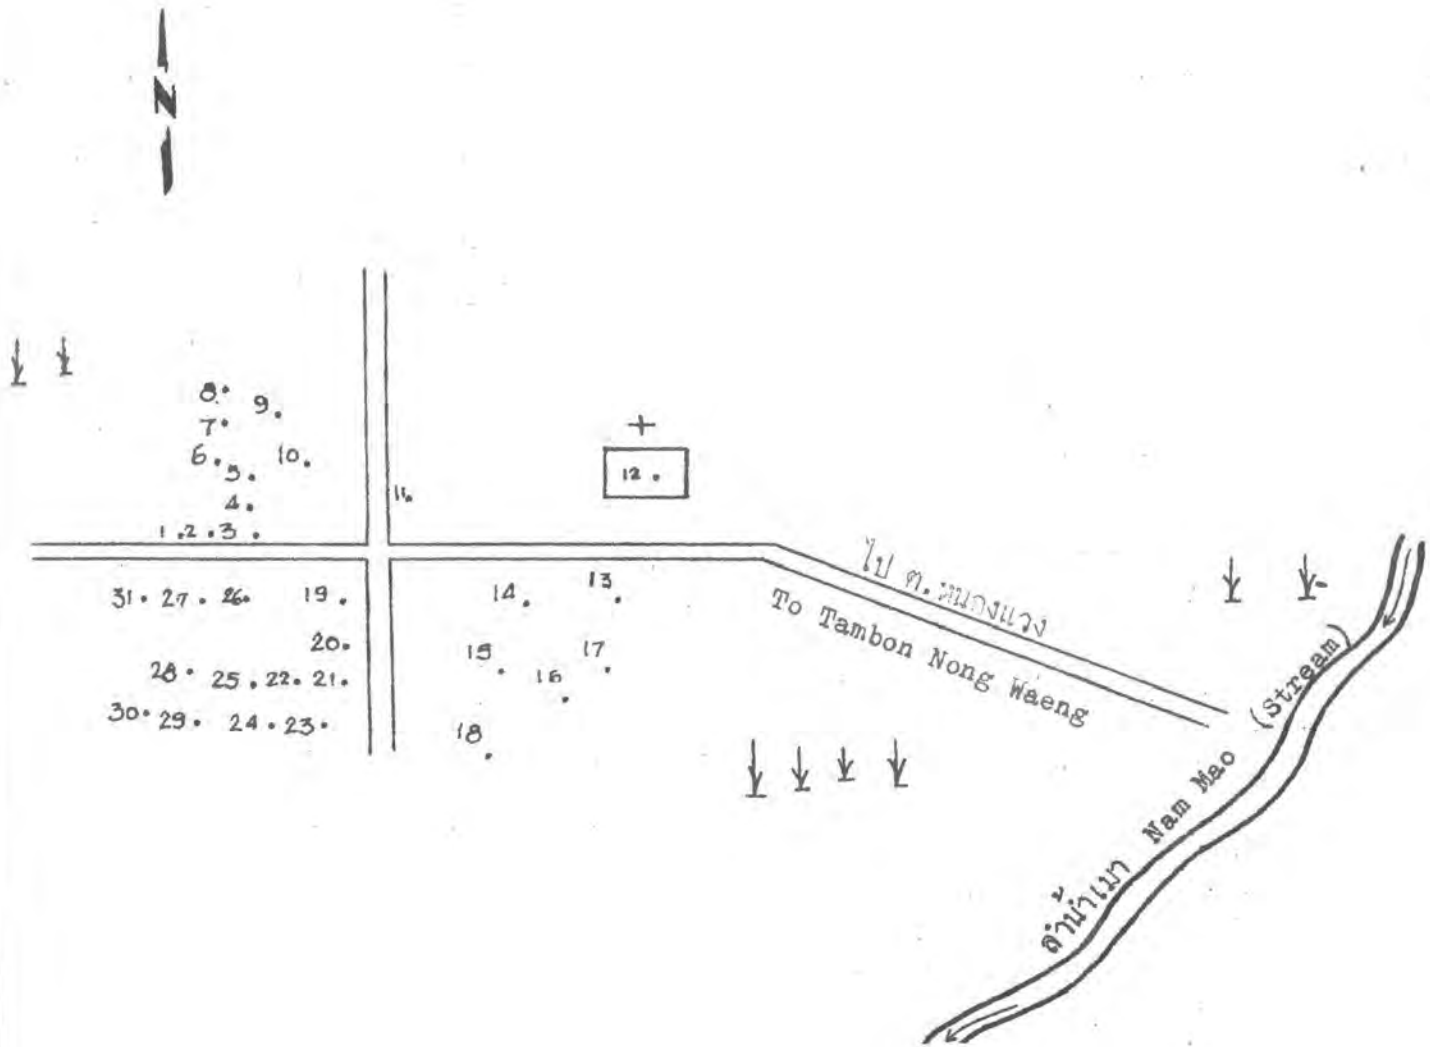 N
8.
9.
7.
6.
5.
10.
4.
11.
12.
1 .2 .3 .
31. 27. 26. 19.
14.
13
20.
15
17
16
28. 25. 22. 21.
30. 29. 24. 23.
18
ไป ต.หนองแวง
To Tambon Nong Waeng
ลำน้ำเมา Nam Mao (Stream)